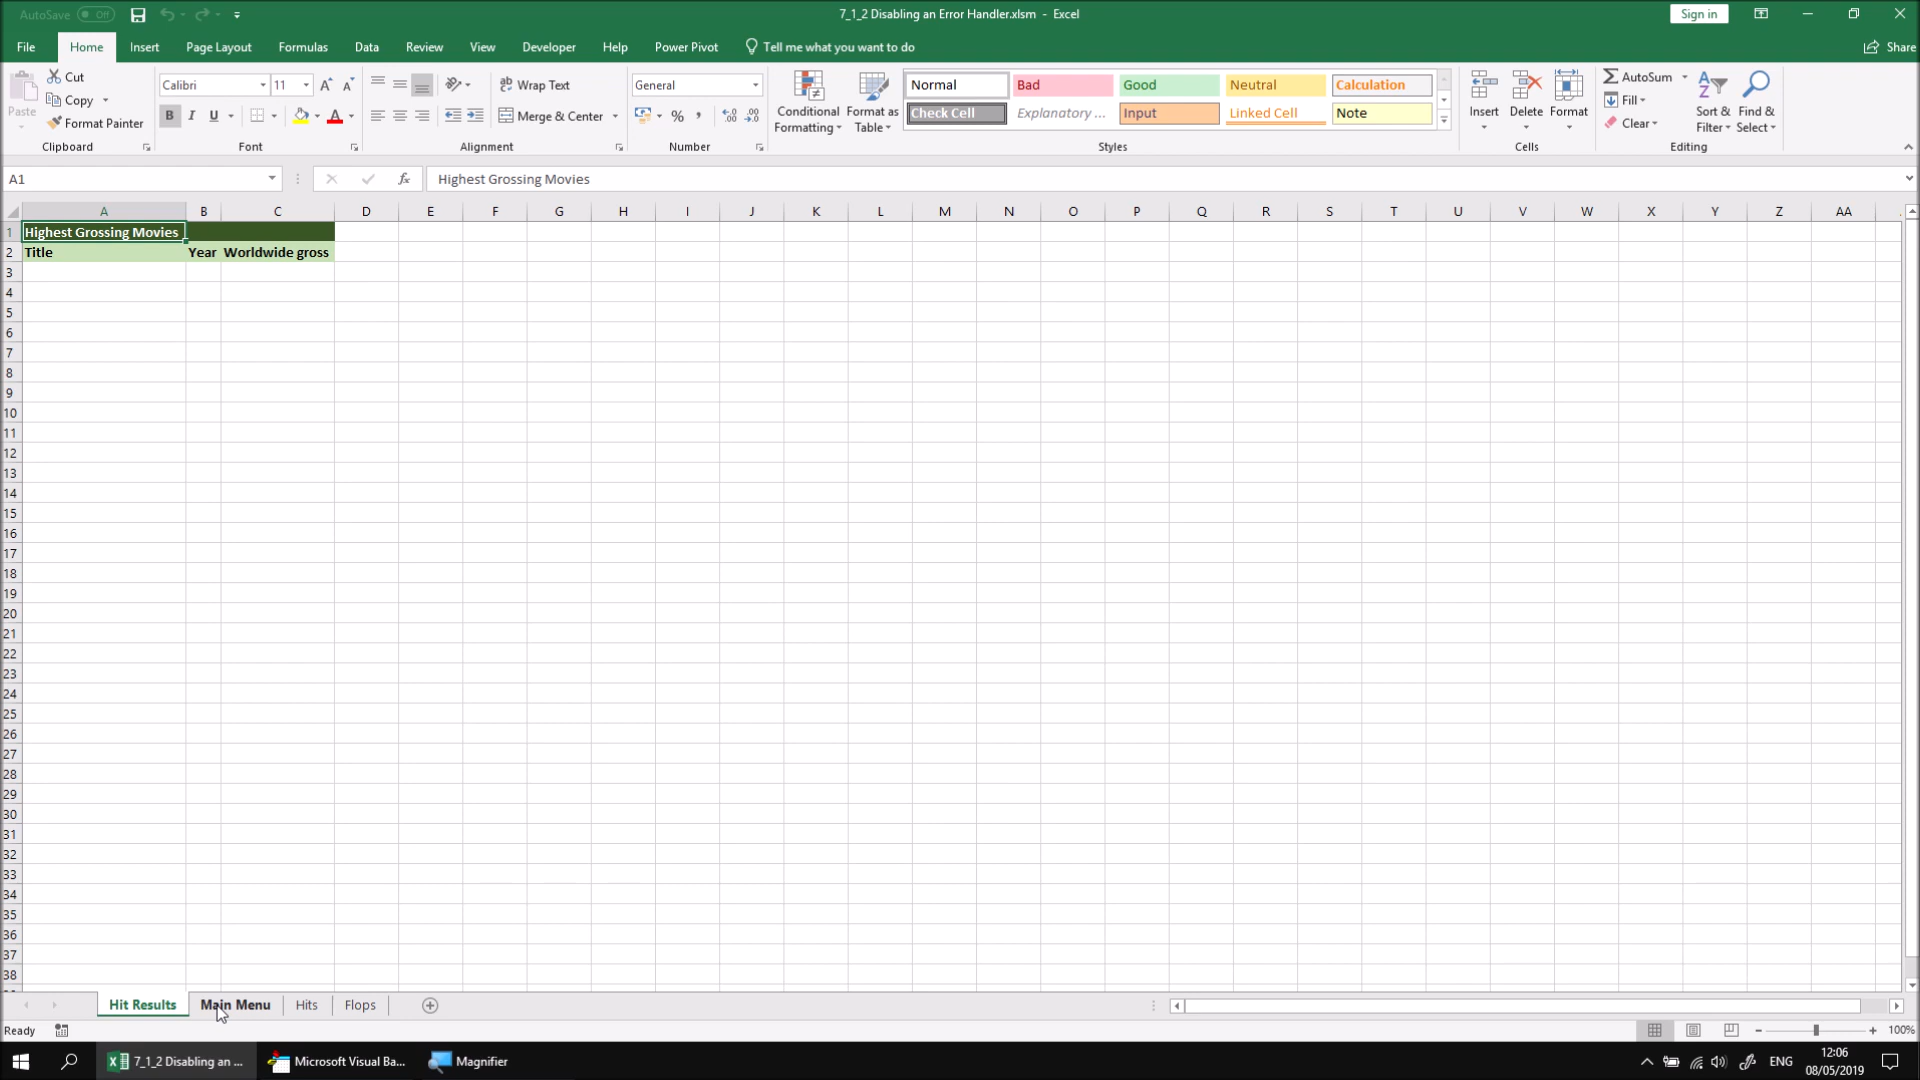 AutoSave Off
7_1_2 Disabling an Error Handler.xlsm - Excel
Sign in
File Home Insert Page Layout Formulas Data Review View Developer Help Power Pivot Tell me what you want to do Share
Paste
Cut
Copy
Format Painter
Clipboard
Calibri 11
B I U
Font
Wrap Text
Merge & Center
Alignment
General
% ,
Number
Conditional Formatting
Format as Table
Normal Bad Good Neutral Calculation
Check Cell Explanatory ... Input Linked Cell Note
Styles
Insert Delete Format
Cells
AutoSum
Fill
Clear
Sort & Filter
Find & Select
Editing
A1 fx Highest Grossing Movies
A B C D E F G H I J K L M N O P Q R S T U V W X Y Z AA
1 Highest Grossing Movies
2 Title Year Worldwide gross
3
4
5
6
7
8
9
10
11
12
13
14
15
16
17
18
19
20
21
22
23
24
25
26
27
28
29
30
31
32
33
34
35
36
37
38
Hit Results Main Menu Hits Flops
Ready 100%
7_1_2 Disabling an ... Microsoft Visual Ba... Magnifier
ENG
12:06
08/05/2019